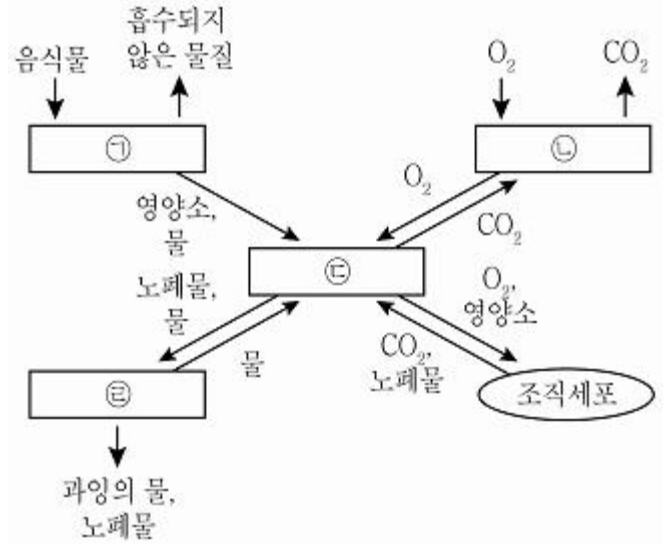 음식물
흡수되지
않은 물질
O₂
CO₂
㉠
㉡
영양소,
물
O₂
CO₂
㉢
노폐물,
물
물
O₂,
영양소
CO₂,
노폐물
㉣
조직세포
과잉의 물,
노폐물